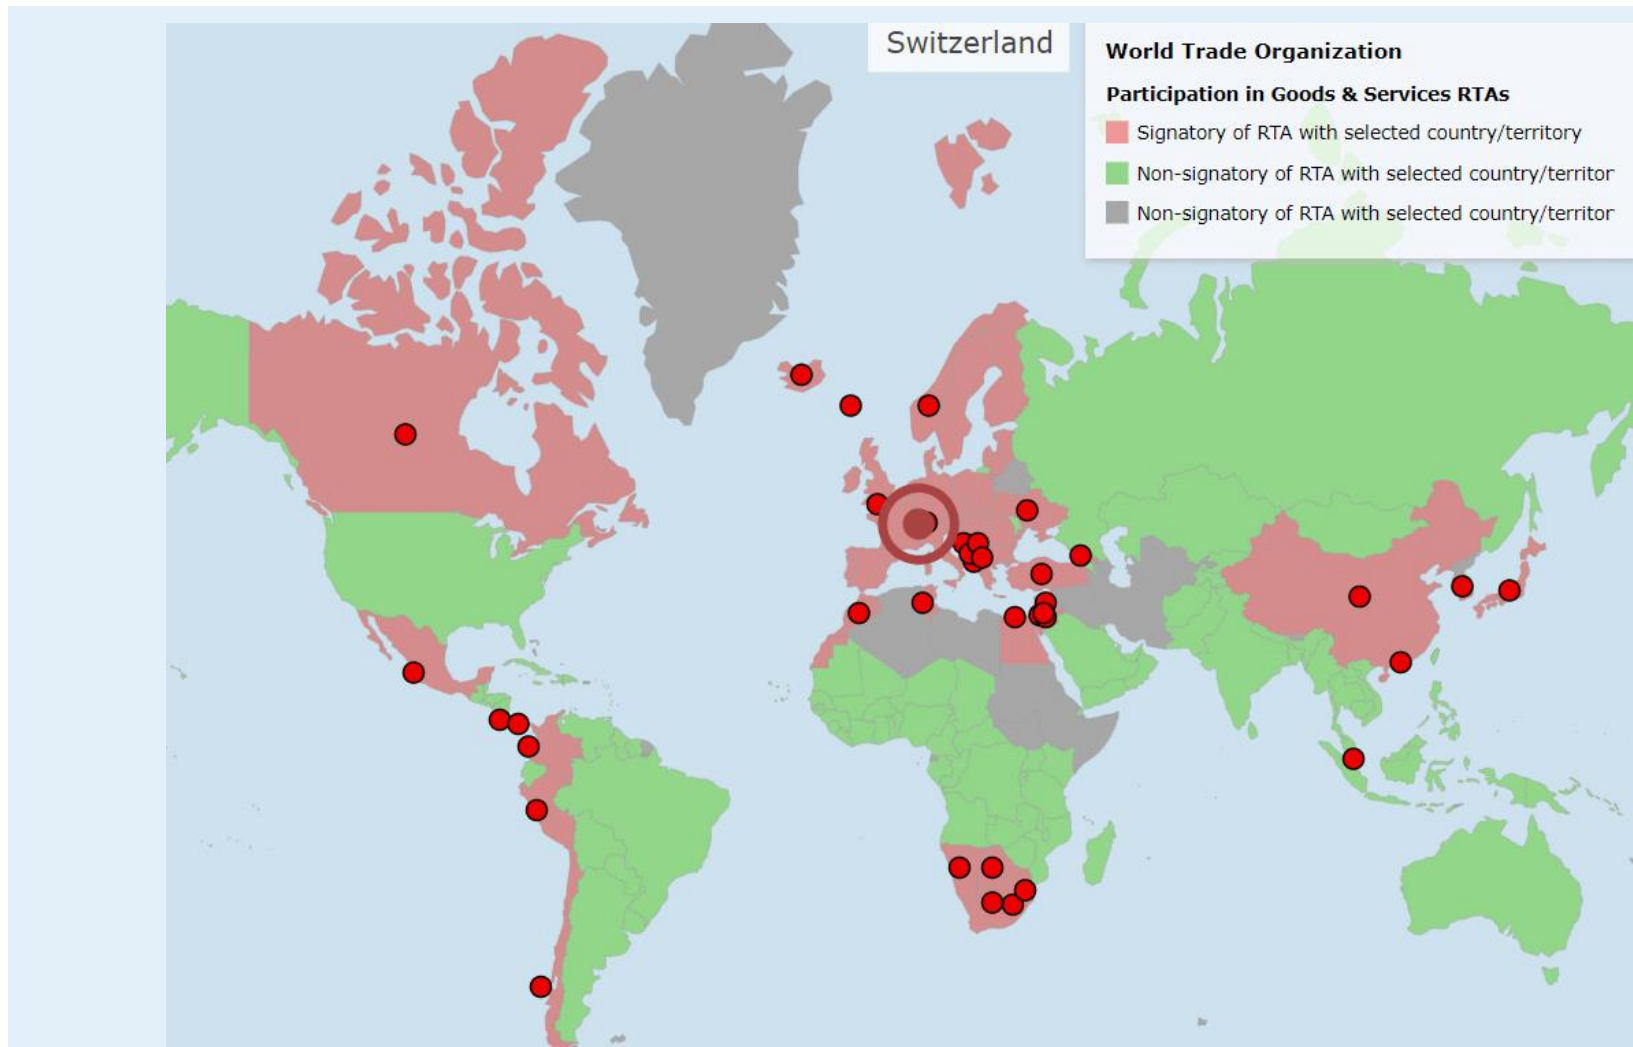 Switzerland
World Trade Organization
Participation in Goods & Services RTAs
Signatory of RTA with selected country/territory
Non-signatory of RTA with selected country/territor
Non-signatory of RTA with selected country/territor